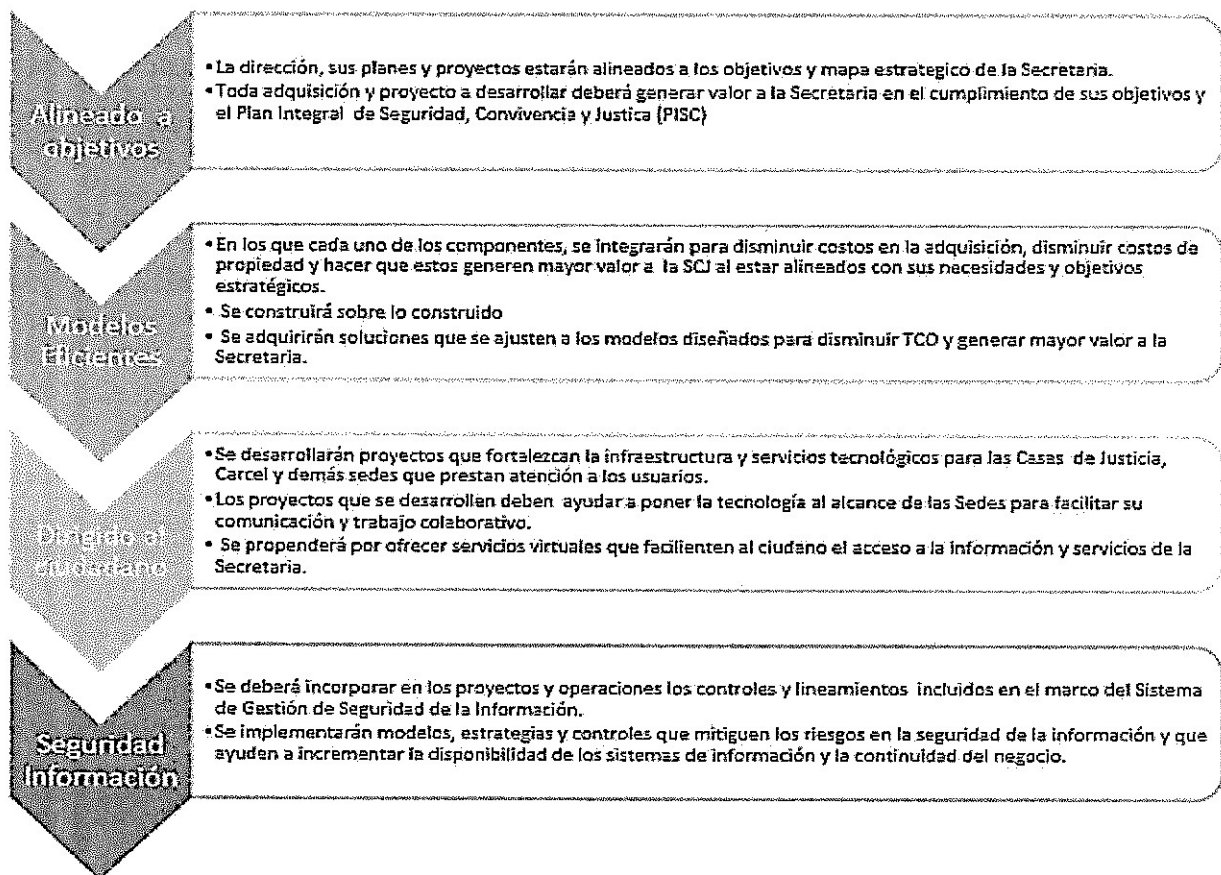 Alineado a
objetivos
• La dirección, sus planes y proyectos estarán alineados a los objetivos y mapa estrategico de la Secretaria.
• Toda adquisición y proyecto a desarrollar deberá generar valor a la Secretaria en el cumplimiento de sus objetivos y
el Plan Integral de Seguridad, Convivencia y Justica (PISC)
Modelos
Eficientes
• En los que cada uno de los componentes, se integrarán para disminuir costos en la adquisición, disminuir costos de
propiedad y hacer que estos generen mayor valor a la SCJ al estar alineados con sus necesidades y objetivos
estratégicos.
• Se construirá sobre lo construido
• Se adquirirán soluciones que se ajusten a los modelos diseñados para disminuir TCO y generar mayor valor a la
Secretaria.
Dirigido al
ciudadano
• Se desarrollarán proyectos que fortalezcan la infraestructura y servicios tecnológicos para las Casas de Justicia,
Carcel y demás sedes que prestan atención a los usuarios.
• Los proyectos que se desarrollen deben ayudar a poner la tecnología al alcance de las Sedes para facilitar su
comunicación y trabajo colaborativo.
• Se propenderá por ofrecer servicios virtuales que facilienten al ciudano el acceso a la información y servicios de la
Secretaria.
Seguridad
Información
• Se deberá incorporar en los proyectos y operaciones los controles y lineamientos incluidos en el marco del Sistema
de Gestión de Seguridad de la Información.
• Se implementarán modelos, estrategias y controles que mitiguen los riesgos en la seguridad de la información y que
ayuden a incrementar la disponibilidad de los sistemas de información y la continuidad del negocio.